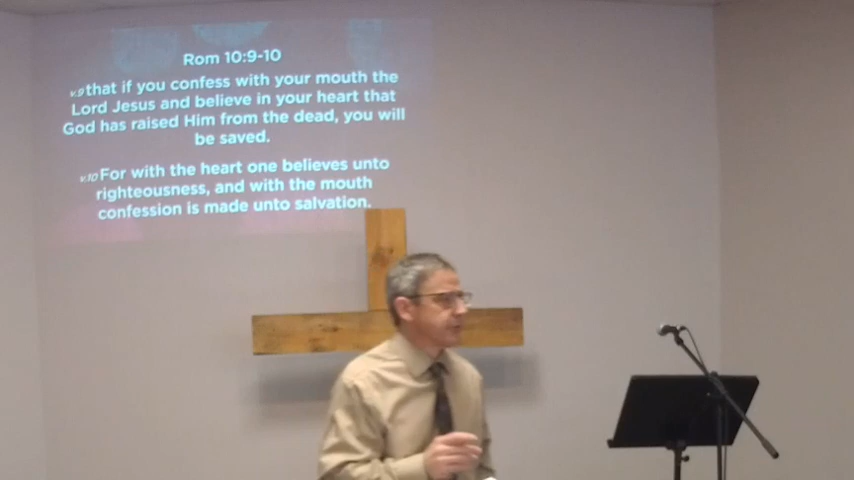 Rom 10:9-10
v.9 that if you confess with your mouth the
Lord Jesus and believe in your heart that
God has raised Him from the dead, you will
be saved.
v.10 For with the heart one believes unto
righteousness, and with the mouth
confession is made unto salvation.